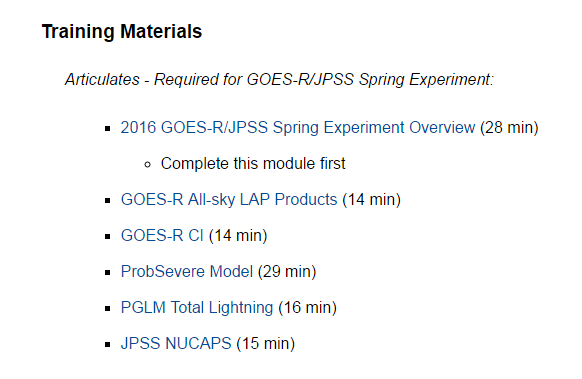 Training Materials
Articulates - Required for GOES-R/JPSS Spring Experiment:
2016 GOES-R/JPSS Spring Experiment Overview (28 min)
Complete this module first
GOES-R All-sky LAP Products (14 min)
GOES-R CI (14 min)
ProbSevere Model (29 min)
PGLM Total Lightning (16 min)
JPSS NUCAPS (15 min)